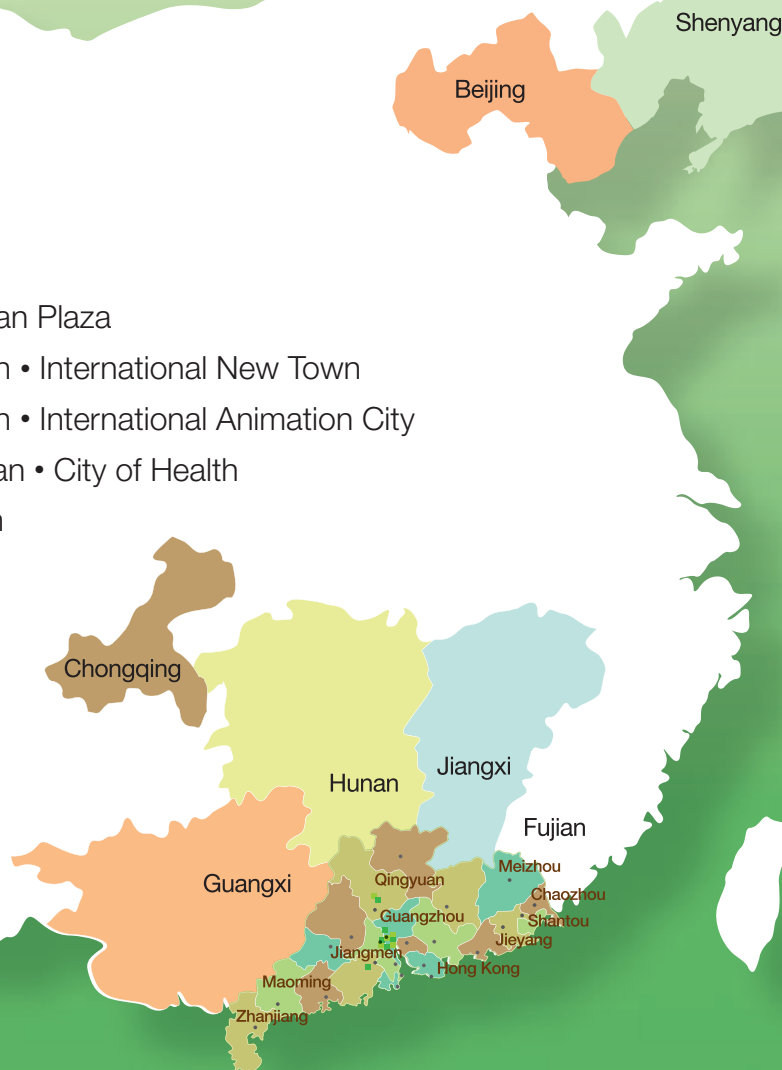 Shenyang
Beijing
an Plaza
• International New Town
• International Animation City
an • City of Health
Chongqing
Jiangxi
Hunan
Fujian
Meizhou
Qingyuan
Guangxi
Chaozhou
Guangzhou
Shantou
Jieyang
Jiangmen
Hong Kong
Maoming
Zhanjiang